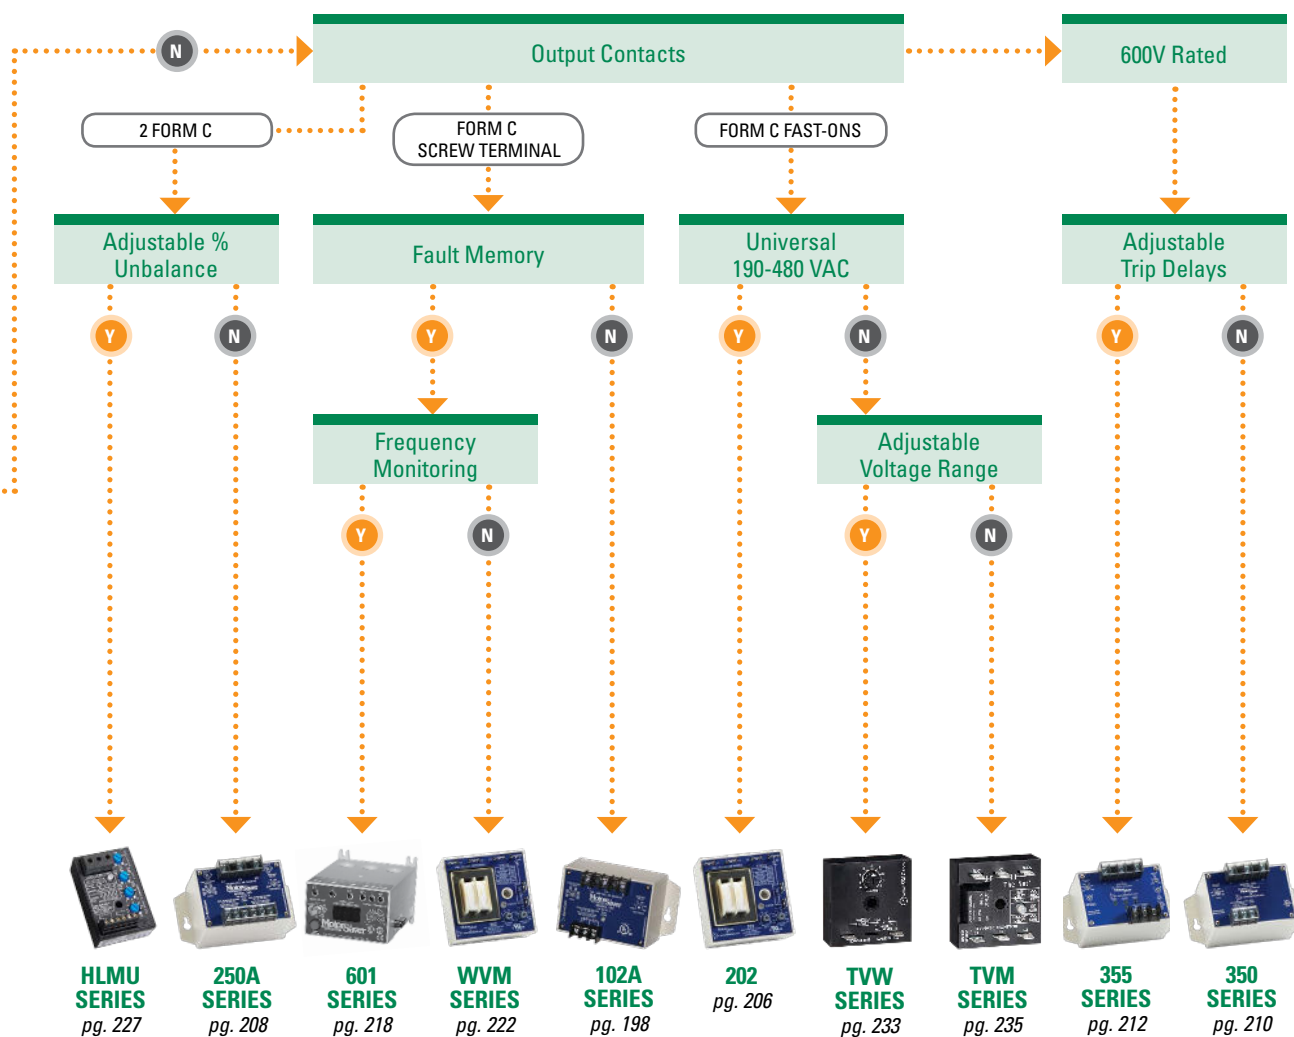 N
Output Contacts
600V Rated
2 FORM C
FORM C
SCREW TERMINAL
FORM C FAST-ONS
Adjustable %
Unbalance
Fault Memory
Universal
190-480 VAC
Adjustable
Trip Delays
Y
N
Y
N
Y
N
Y
N
Frequency
Monitoring
Adjustable
Voltage Range
Y
N
Y
N
HLMU
SERIES
pg. 227
250A
SERIES
pg. 208
601
SERIES
pg. 218
WVM
SERIES
pg. 222
102A
SERIES
pg. 198
202
pg. 206
TVW
SERIES
pg. 233
TVM
SERIES
pg. 235
355
SERIES
pg. 212
350
SERIES
pg. 210